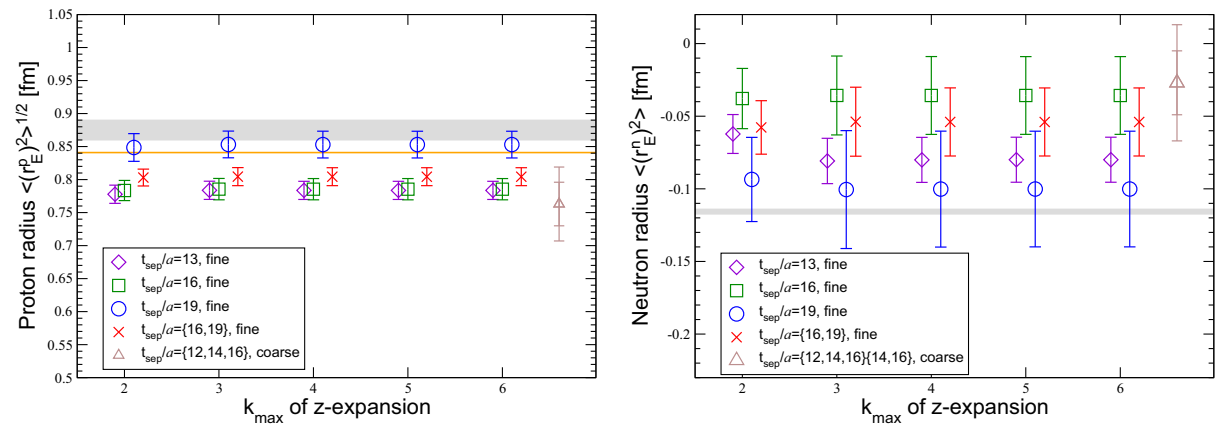 Proton radius <(r^p_E)^2>^1/2 [fm]
1.05
1
0.95
0.9
0.85
0.8
0.75
0.7
0.65
0.6
0.55
0.5
t_sep/a=13, fine
t_sep/a=16, fine
t_sep/a=19, fine
t_sep/a={16,19}, fine
t_sep/a={12,14,16}, coarse
2 3 4 5 6
k_max of z-expansion
Neutron radius <(r^n_E)^2> [fm]
0
-0.05
-0.1
-0.15
-0.2
t_sep/a=13, fine
t_sep/a=16, fine
t_sep/a=19, fine
t_sep/a={16,19}, fine
t_sep/a={12,14,16}{14,16}, coarse
2 3 4 5 6
k_max of z-expansion